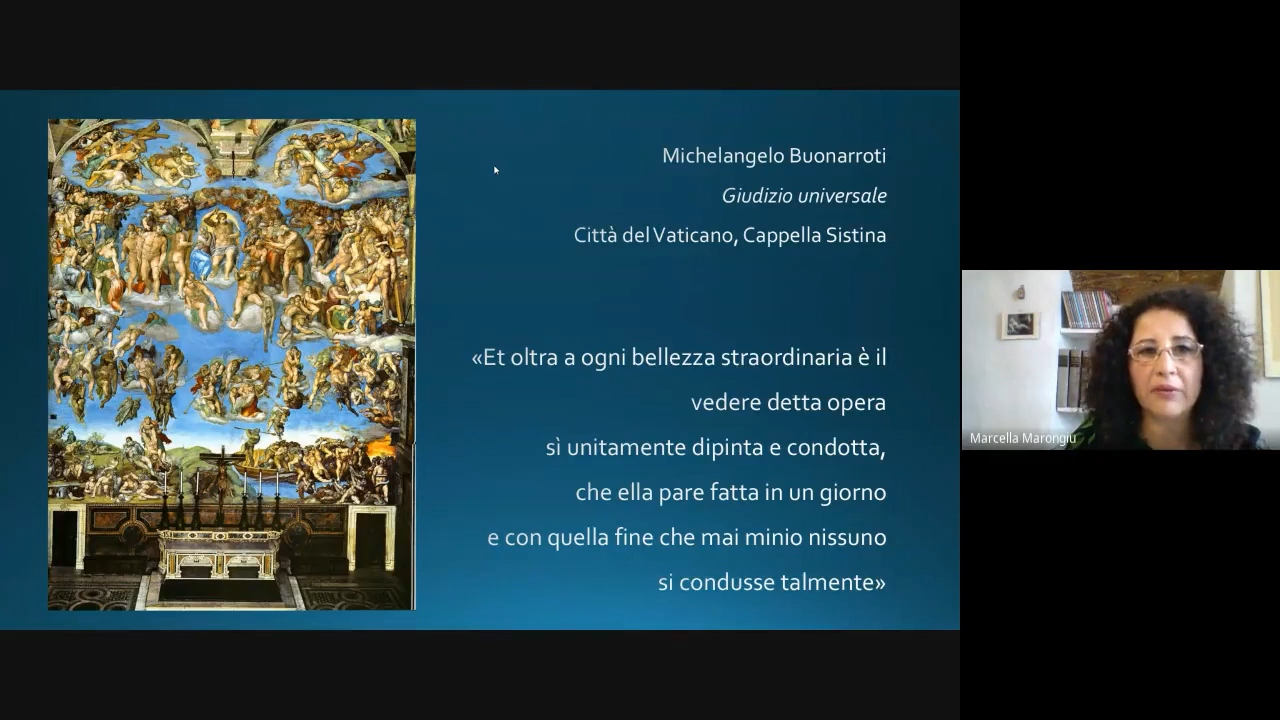 Michelangelo Buonarroti
Giudizio universale
Città del Vaticano, Cappella Sistina
«Et oltra a ogni bellezza straordinaria è il
vedere detta opera
sì unitamente dipinta e condotta,
che ella pare fatta in un giorno
e con quella fine che mai minio nissuno
si condusse talmente»
Marcella Marongiu